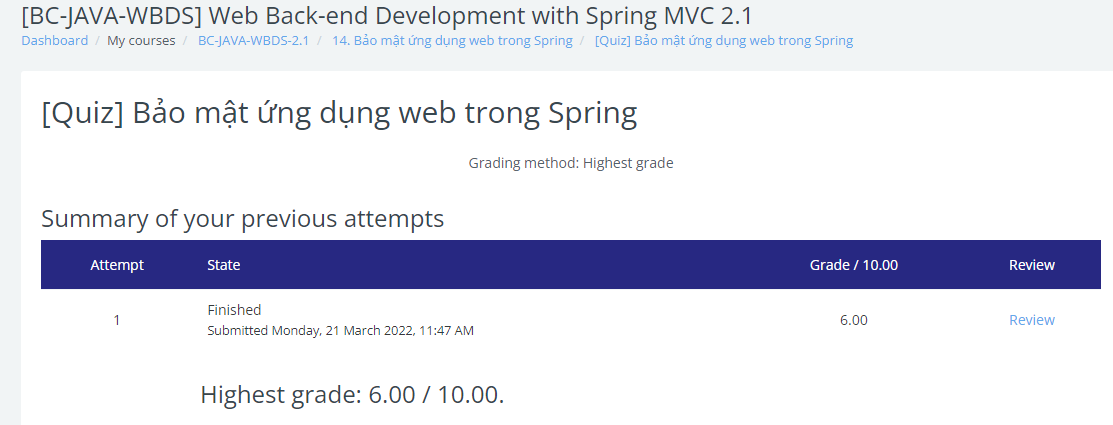 [BC-JAVA-WBDS] Web Back-end Development with Spring MVC 2.1
Dashboard / My courses / BC-JAVA-WBDS-2.1 / 14. Bảo mật ứng dụng web trong Spring / [Quiz] Bảo mật ứng dụng web trong Spring
[Quiz] Bảo mật ứng dụng web trong Spring
Grading method: Highest grade
Summary of your previous attempts
Attempt State Grade / 10.00 Review
Finished
1 6.00 Review
Submitted Monday, 21 March 2022, 11:47 AM
Highest grade: 6.00 / 10.00.